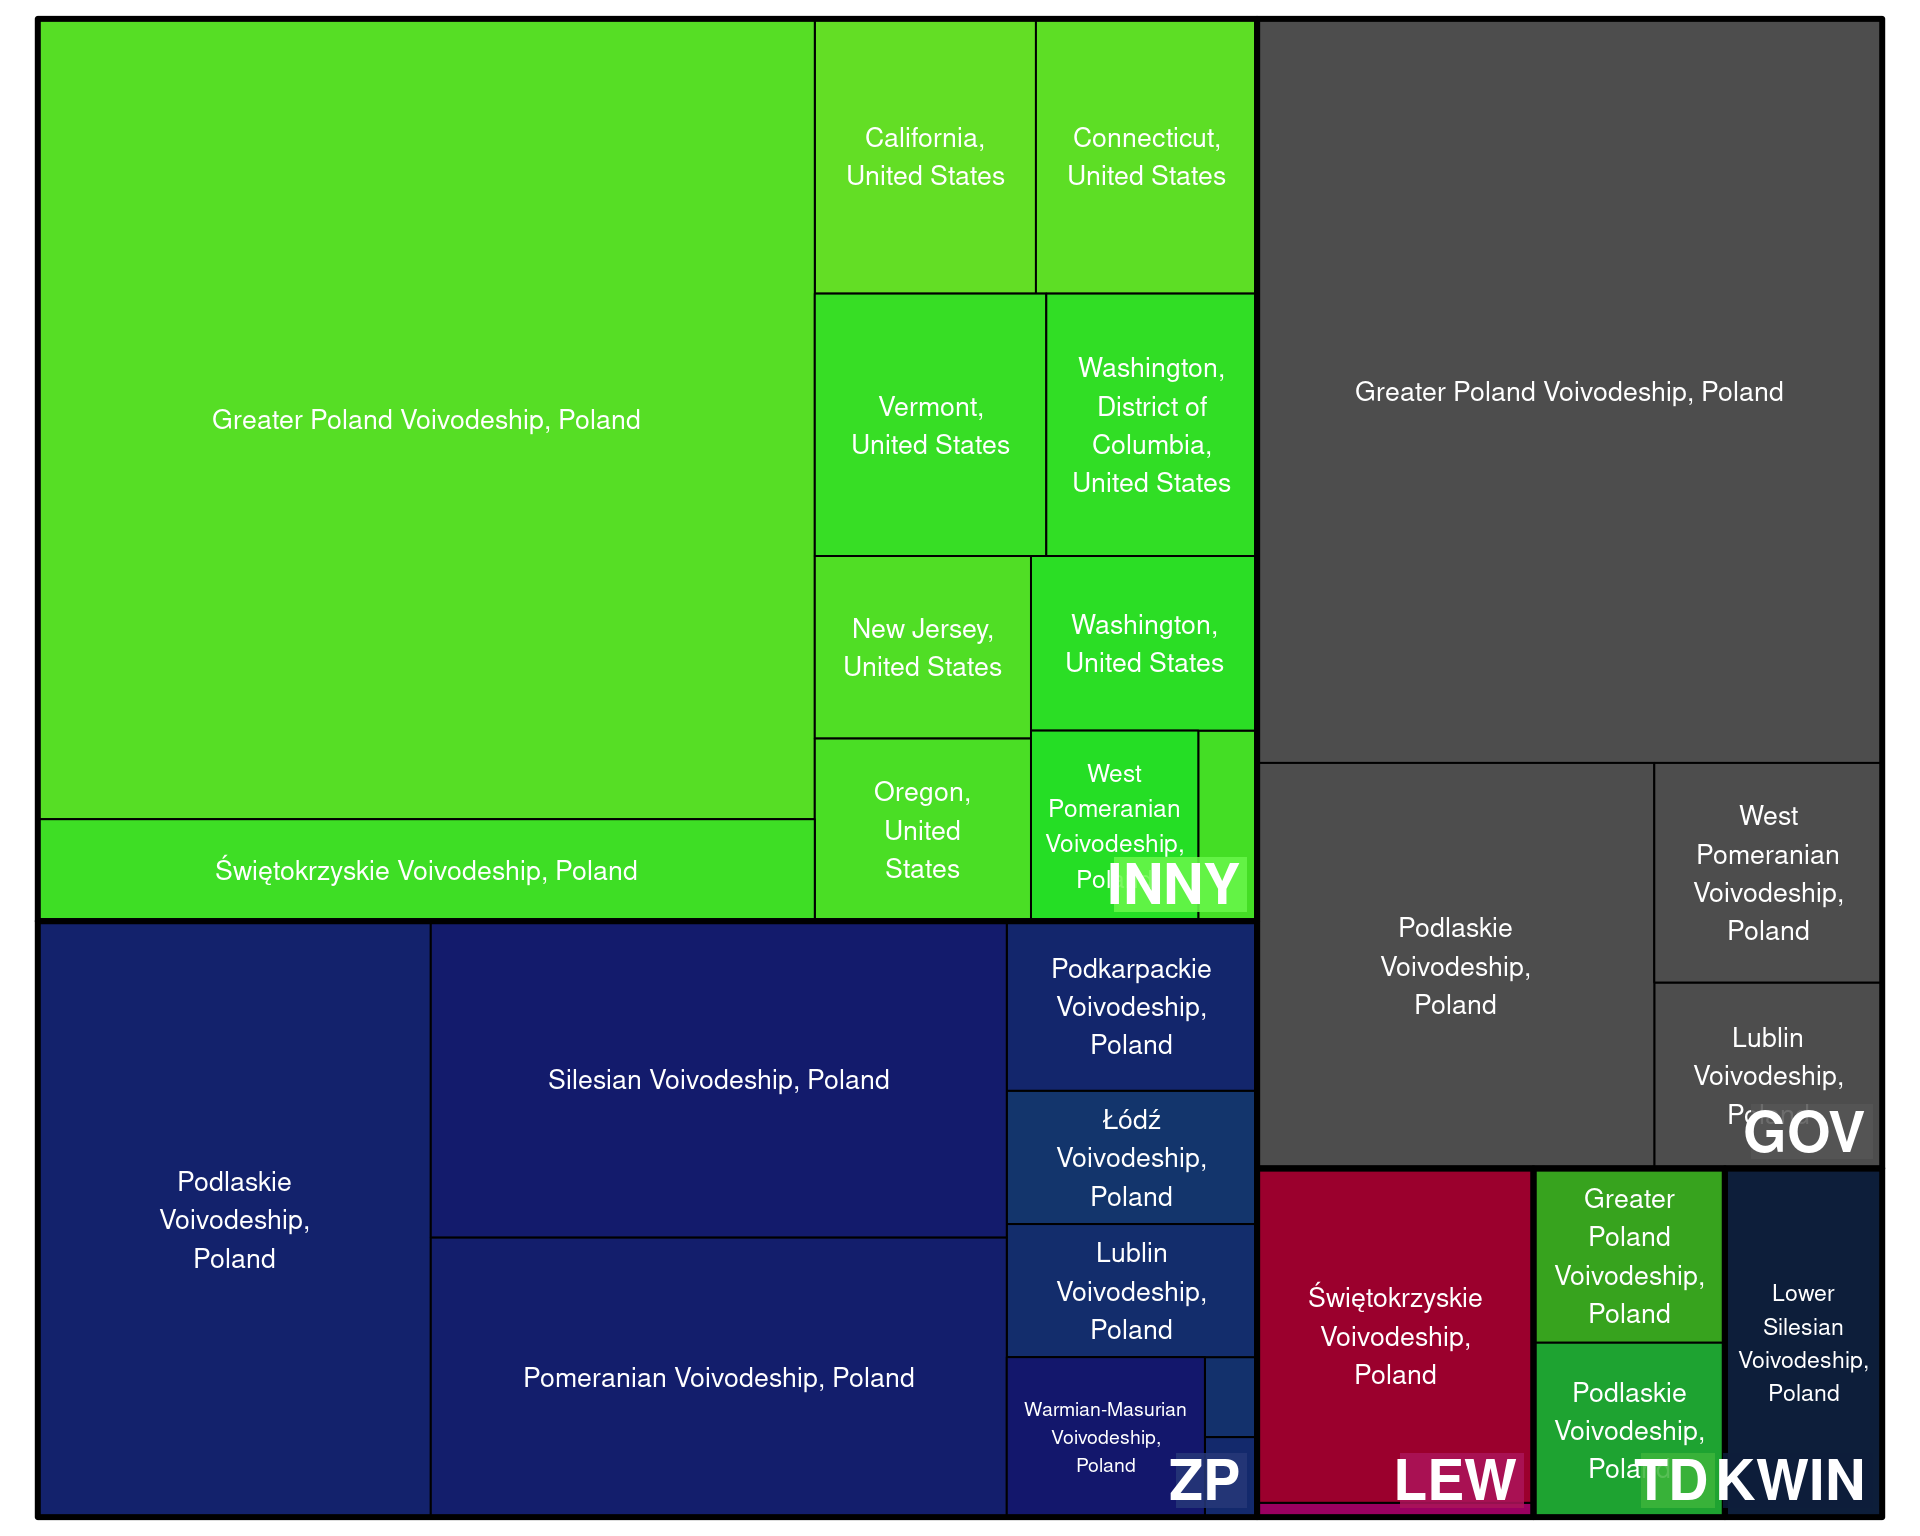 Greater Poland Voivodeship, Poland
Świętokrzyskie Voivodeship, Poland
California,
United States
Connecticut,
United States
Vermont,
United States
Washington,
District of
Columbia,
United States
New Jersey,
United States
Washington,
United States
Oregon,
United
States
West
Pomeranian
Voivodeship,
INNY
Podlaskie
Voivodeship,
Poland
Silesian Voivodeship, Poland
Pomeranian Voivodeship, Poland
Podkarpackie
Voivodeship,
Poland
Łódź
Voivodeship,
Poland
Lublin
Voivodeship,
Poland
Warmian-Masurian
Voivodeship,
Poland
ZP
Greater Poland Voivodeship, Poland
Podlaskie
Voivodeship,
Poland
West
Pomeranian
Voivodeship,
Poland
Lublin
Voivodeship,
GOV
Świętokrzyskie
Voivodeship,
Poland
LEW
Greater
Poland
Voivodeship,
Poland
Podlaskie
Voivodeship,
TD
Lower
Silesian
Voivodeship,
Poland
KWIN